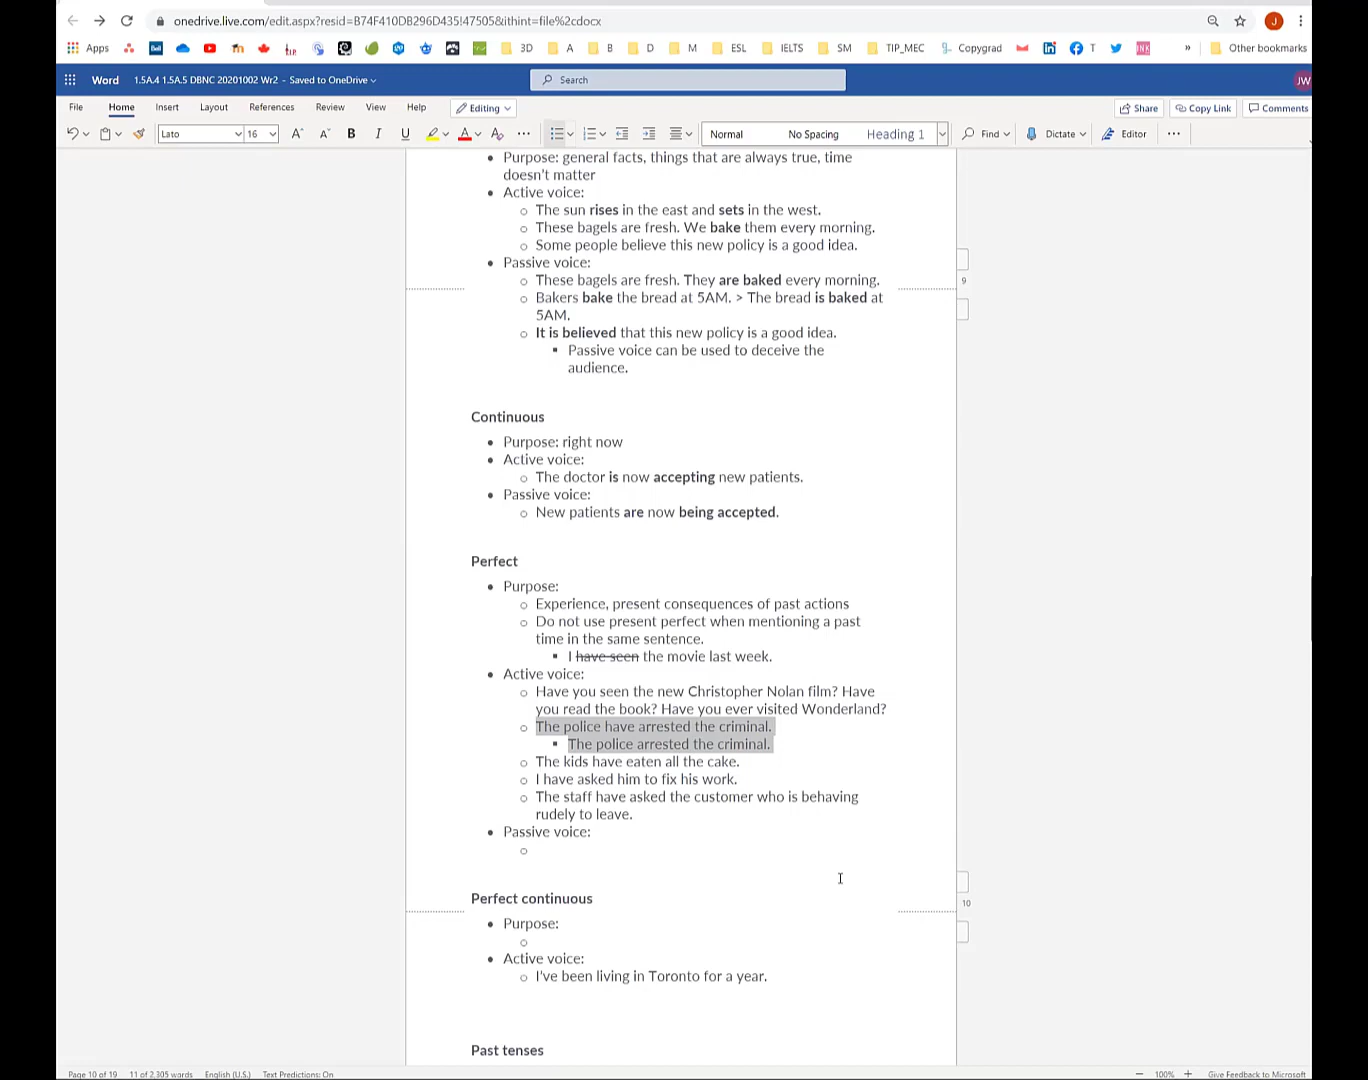 onedrive.live.com/edit.aspx?resid=B74F410DB296D435!47505&ithint=file%2cdocx
Apps 3D A B D M ESL IELTS SM TIP_MEC Copygrad T » Other bookmarks
Word 1.5A.4 1.5A.5 DBNC 20201002 Wr2 - Saved to OneDrive Search JW
File Home Insert Layout References Review View Help Editing Share Copy Link Comments
Lato 16 A A B I U A Normal No Spacing Heading 1 Find Dictate Editor ...
• Purpose: general facts, things that are always true, time
doesn't matter
• Active voice:
○ The sun rises in the east and sets in the west.
○ These bagels are fresh. We bake them every morning.
○ Some people believe this new policy is a good idea.
• Passive voice:
○ These bagels are fresh. They are baked every morning.
9
○ Bakers bake the bread at 5AM. > The bread is baked at
5AM.
○ It is believed that this new policy is a good idea.
▪ Passive voice can be used to deceive the
audience.
Continuous
• Purpose: right now
• Active voice:
○ The doctor is now accepting new patients.
• Passive voice:
○ New patients are now being accepted.
Perfect
• Purpose:
○ Experience, present consequences of past actions
○ Do not use present perfect when mentioning a past
time in the same sentence.
▪ I have seen the movie last week.
• Active voice:
○ Have you seen the new Christopher Nolan film? Have
you read the book? Have you ever visited Wonderland?
○ The police have arrested the criminal.
▪ The police arrested the criminal.
○ The kids have eaten all the cake.
○ I have asked him to fix his work.
○ The staff have asked the customer who is behaving
rudely to leave.
• Passive voice:
○
Perfect continuous
10
• Purpose:
○
• Active voice:
○ I've been living in Toronto for a year.
Past tenses
Page 10 of 19 11 of 2,305 words English (U.S.) Text Predictions: On 100% Give Feedback to Microsoft